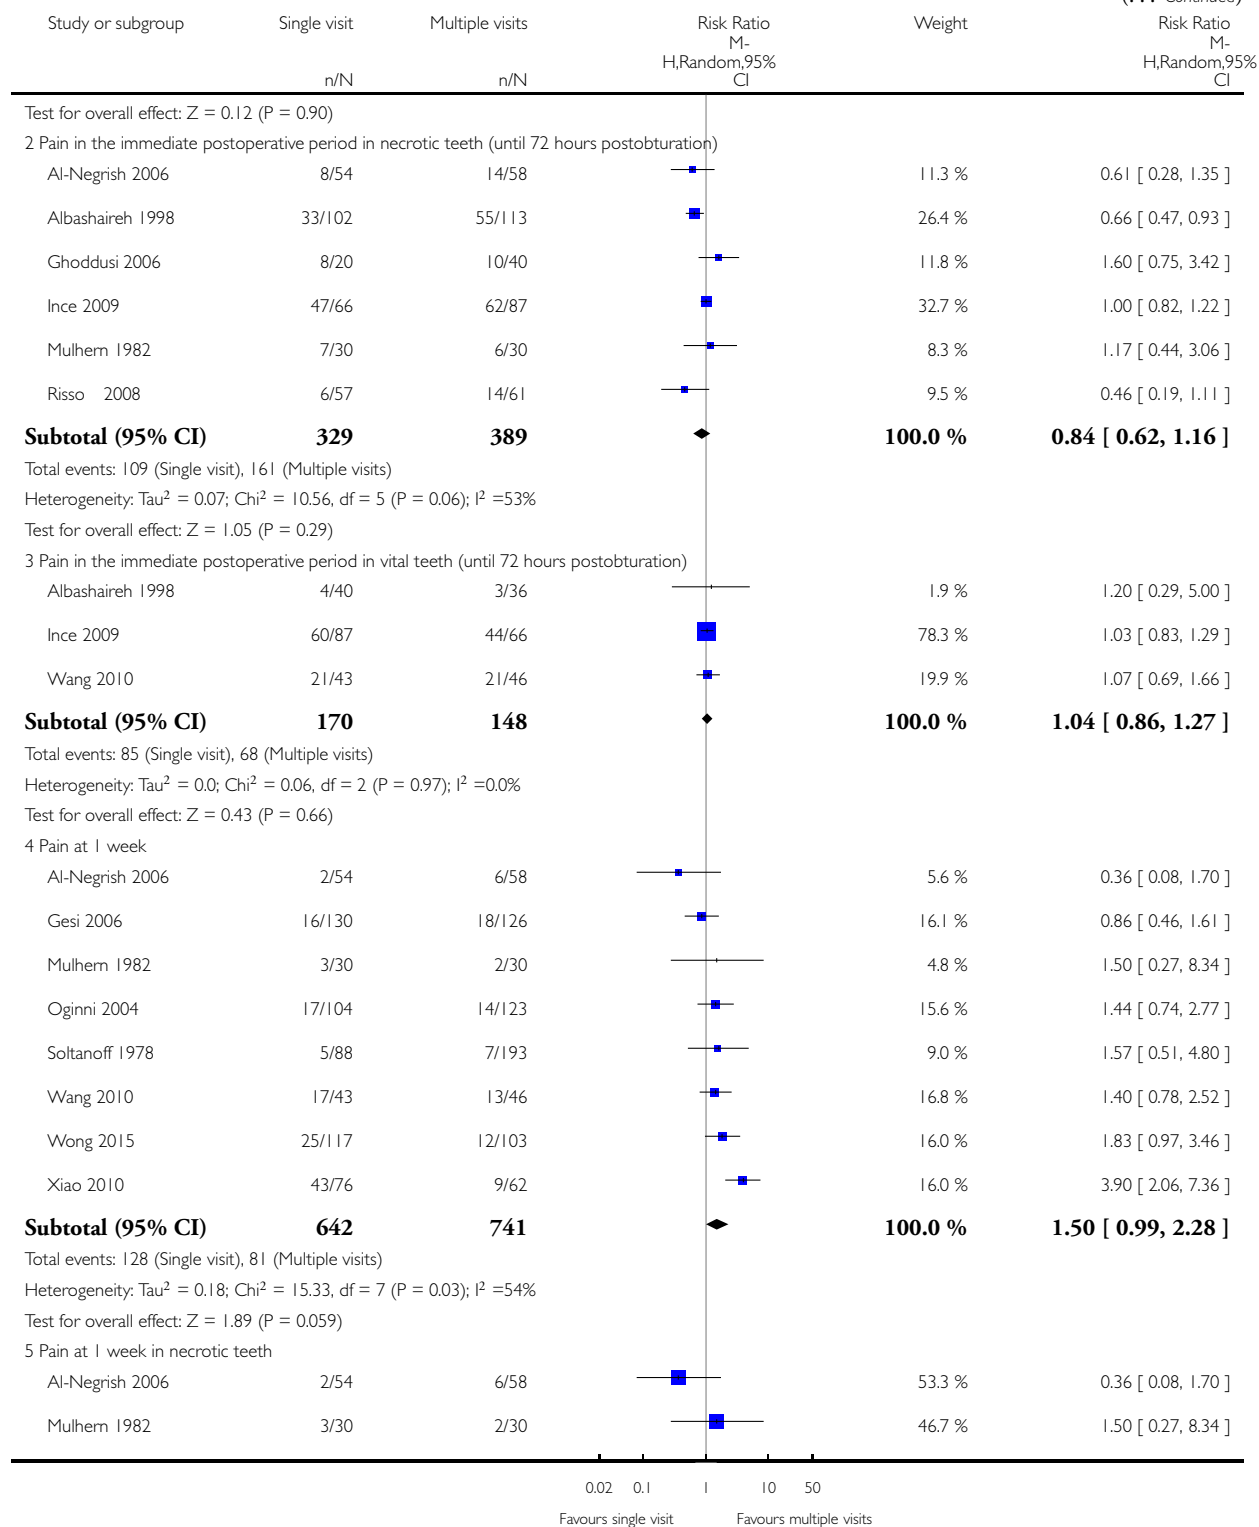 (... Continued)
Study or subgroup Single visit Multiple visits Risk Ratio Weight Risk Ratio
M- M-
H,Random,95% H,Random,95%
n/N n/N CI CI
Test for overall effect: Z = 0.12 (P = 0.90)
2 Pain in the immediate postoperative period in necrotic teeth (until 72 hours postobturation)
Al-Negrish 2006 8/54 14/58 11.3 % 0.61 [ 0.28, 1.35 ]
Albashaireh 1998 33/102 55/113 26.4 % 0.66 [ 0.47, 0.93 ]
Ghoddusi 2006 8/20 10/40 11.8 % 1.60 [ 0.75, 3.42 ]
Ince 2009 47/66 62/87 32.7 % 1.00 [ 0.82, 1.22 ]
Mulhern 1982 7/30 6/30 8.3 % 1.17 [ 0.44, 3.06 ]
Risso 2008 6/57 14/61 9.5 % 0.46 [ 0.19, 1.11 ]
Subtotal (95% CI) 329 389 100.0 % 0.84 [ 0.62, 1.16 ]
Total events: 109 (Single visit), 161 (Multiple visits)
Heterogeneity: Tau² = 0.07; Chi² = 10.56, df = 5 (P = 0.06); I² =53%
Test for overall effect: Z = 1.05 (P = 0.29)
3 Pain in the immediate postoperative period in vital teeth (until 72 hours postobturation)
Albashaireh 1998 4/40 3/36 1.9 % 1.20 [ 0.29, 5.00 ]
Ince 2009 60/87 44/66 78.3 % 1.03 [ 0.83, 1.29 ]
Wang 2010 21/43 21/46 19.9 % 1.07 [ 0.69, 1.66 ]
Subtotal (95% CI) 170 148 100.0 % 1.04 [ 0.86, 1.27 ]
Total events: 85 (Single visit), 68 (Multiple visits)
Heterogeneity: Tau² = 0.0; Chi² = 0.06, df = 2 (P = 0.97); I² =0.0%
Test for overall effect: Z = 0.43 (P = 0.66)
4 Pain at 1 week
Al-Negrish 2006 2/54 6/58 5.6 % 0.36 [ 0.08, 1.70 ]
Gesi 2006 16/130 18/126 16.1 % 0.86 [ 0.46, 1.61 ]
Mulhern 1982 3/30 2/30 4.8 % 1.50 [ 0.27, 8.34 ]
Oginni 2004 17/104 14/123 15.6 % 1.44 [ 0.74, 2.77 ]
Soltanoff 1978 5/88 7/193 9.0 % 1.57 [ 0.51, 4.80 ]
Wang 2010 17/43 13/46 16.8 % 1.40 [ 0.78, 2.52 ]
Wong 2015 25/117 12/103 16.0 % 1.83 [ 0.97, 3.46 ]
Xiao 2010 43/76 9/62 16.0 % 3.90 [ 2.06, 7.36 ]
Subtotal (95% CI) 642 741 100.0 % 1.50 [ 0.99, 2.28 ]
Total events: 128 (Single visit), 81 (Multiple visits)
Heterogeneity: Tau² = 0.18; Chi² = 15.33, df = 7 (P = 0.03); I² =54%
Test for overall effect: Z = 1.89 (P = 0.059)
5 Pain at 1 week in necrotic teeth
Al-Negrish 2006 2/54 6/58 53.3 % 0.36 [ 0.08, 1.70 ]
Mulhern 1982 3/30 2/30 46.7 % 1.50 [ 0.27, 8.34 ]
0.02 0.1 1 10 50
Favours single visit Favours multiple visits